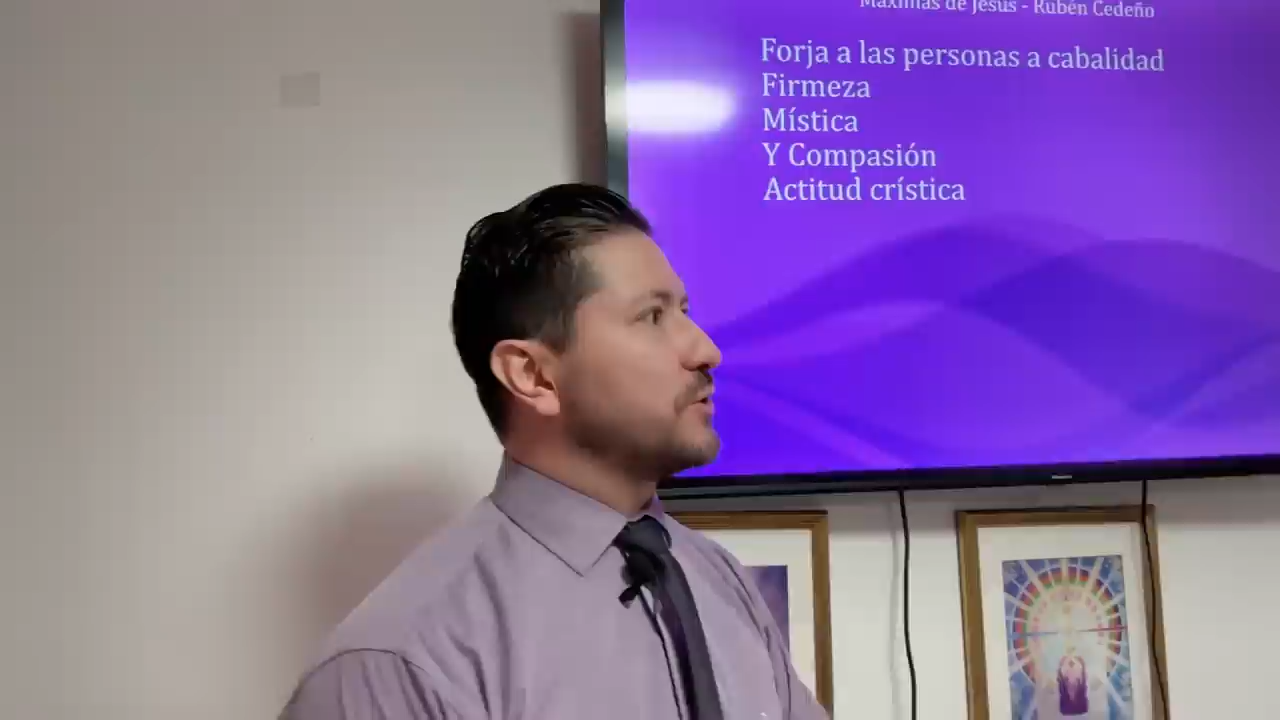 Máximas de Jesús - Rubén Cedeño
Forja a las personas a cabalidad
Firmeza
Mística
Y Compasión
Actitud crística